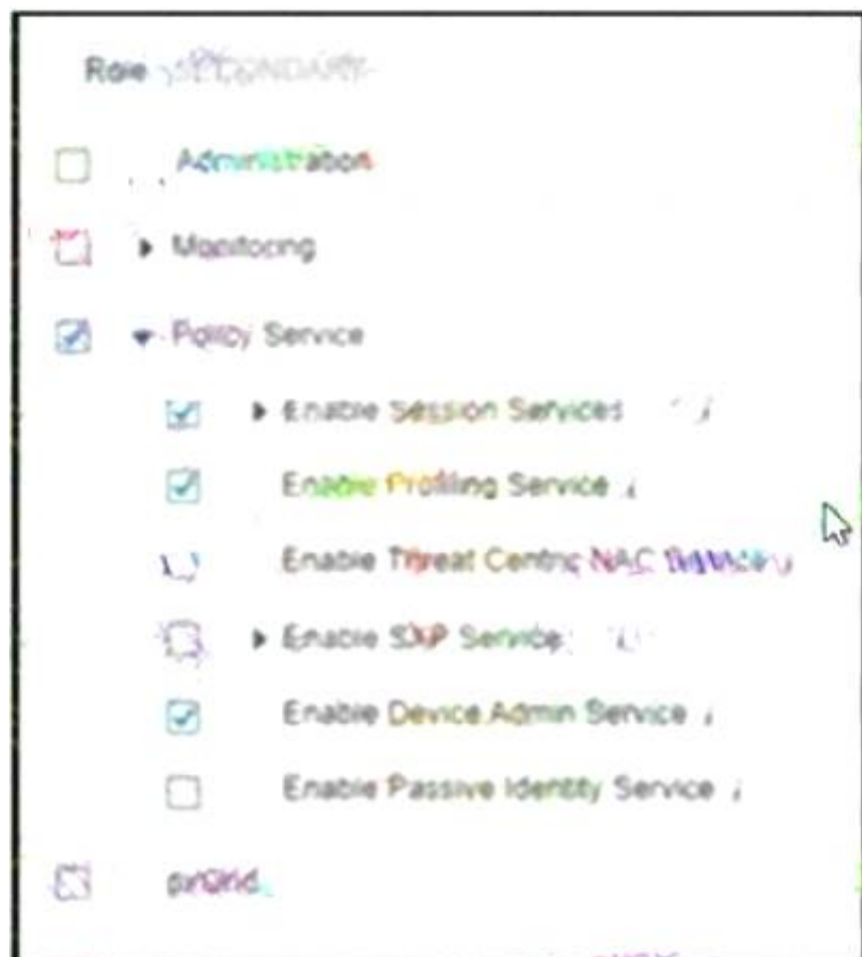 Role SECONDARY
Administration
Monitoring
Policy Service
Enable Session Services
Enable Profiling Service
Enable Threat Centric NAC Service
Enable SXP Service
Enable Device Admin Service
Enable Passive Identity Service
pxGrid